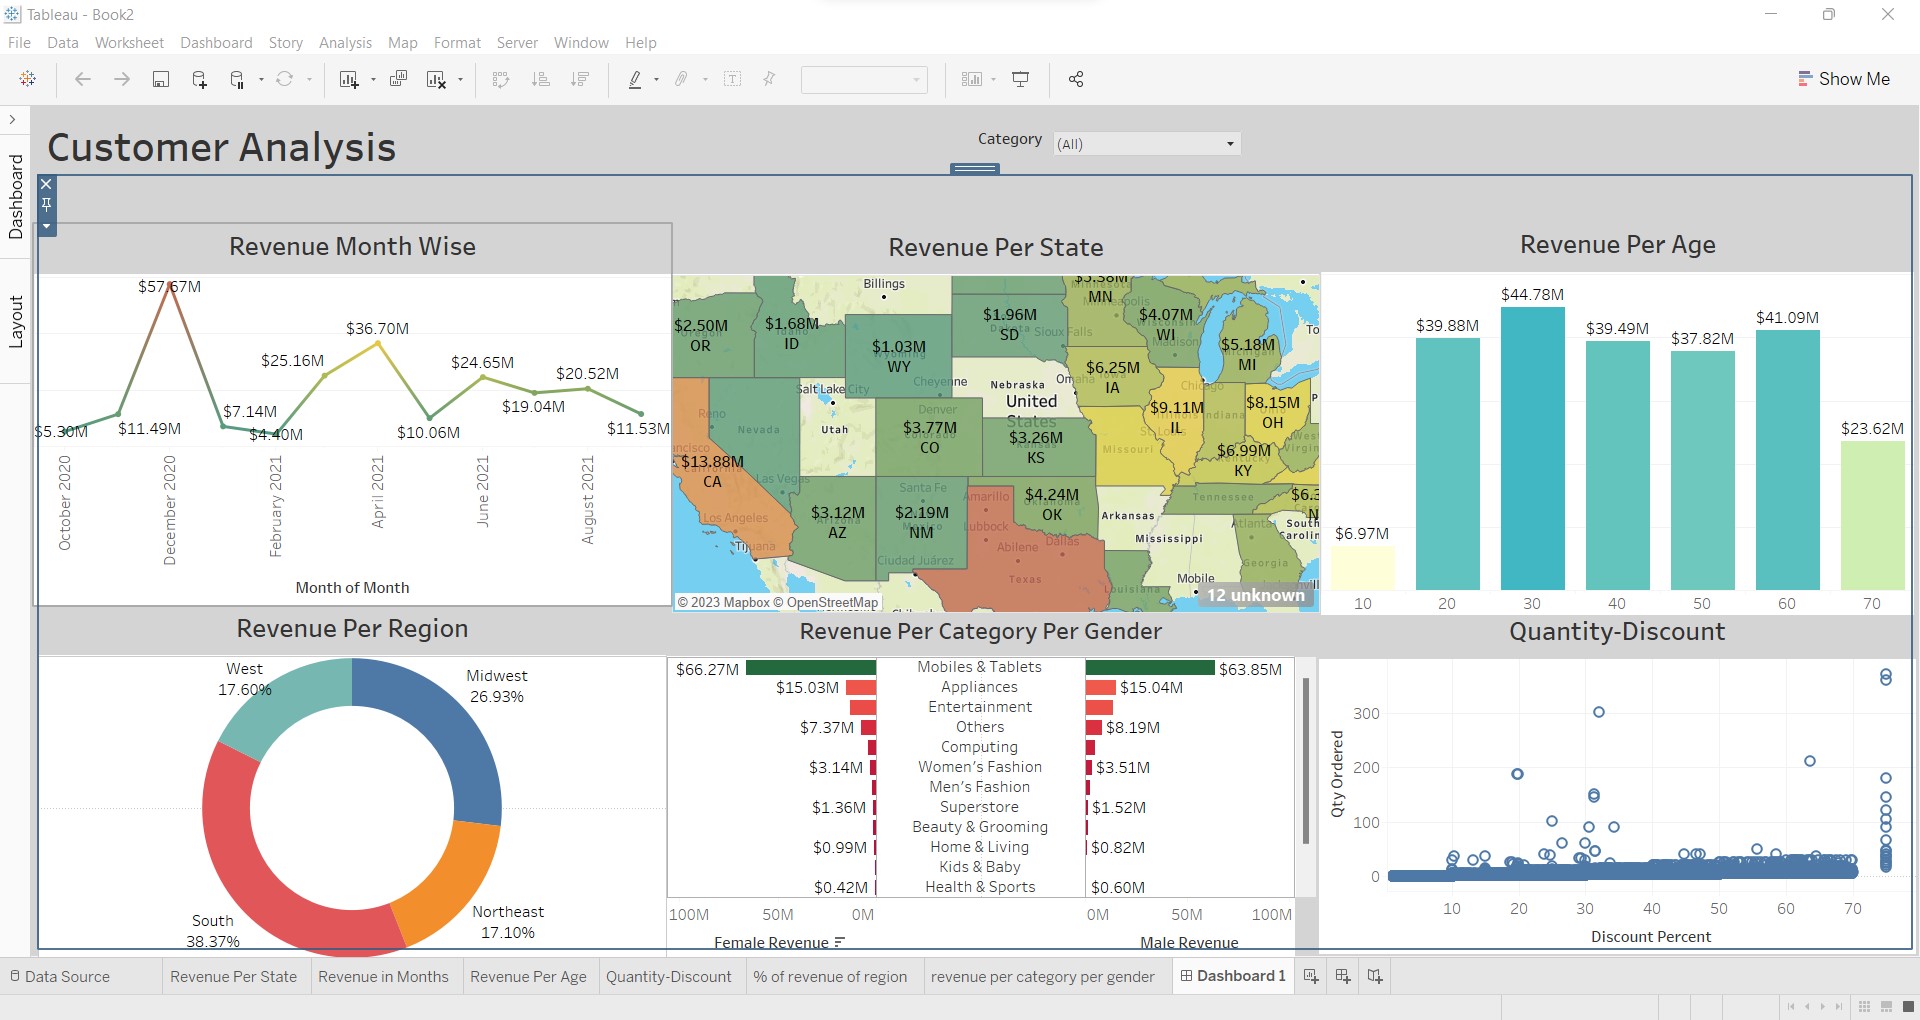 Tableau - Book2
File Data Worksheet Dashboard Story Analysis Map Format Server Window Help
Show Me
Dashboard
Layout
Customer Analysis
Category (All)
Revenue Month Wise
$57.67M
$36.70M
$25.16M
$24.65M
$20.52M
$19.04M
$7.14M
$5.30M
$11.49M
$4.40M
$10.06M
$11.53M
October 2020
December 2020
February 2021
April 2021
June 2021
August 2021
Month of Month
Revenue Per State
Billings
$5.38M
MN
Minneapolis
$2.50M
OR
$1.68M
ID
$1.96M
SD
Sioux Falls
$4.07M
WI
Madison
To
$1.03M
WY
Wyoming
$5.18M
MI
Michigan
$6.25M
IA
Salt Lake City
Cheyenne
Nebraska
Omaha
Chicago
United
States
Reno
Nevada
Utah
Denver
$3.77M
CO
Colorado
$3.26M
KS
Kansas
$9.11M
IL
Indiana
$8.15M
OH
St. Louis
Missouri
ncisco
$13.88M
CA
$6.99M
KY
West
Virgin
Las Vegas
Santa Fe
Amarillo
$4.24M
OK
Oklahoma
Tennessee
$6.3
N
Los Angeles
$3.12M
AZ
Arizona
$2.19M
NM
Mexico
Lubbock
Arkansas
Atlanta
South
Carolin
Tijuana
Ciudad Juárez
Abilene
Dallas
Mississippi
Georgia
Texas
Louisiana
Mobile
12 unknown
© 2023 Mapbox © OpenStreetMap
Revenue Per Age
$44.78M
$39.88M
$39.49M
$37.82M
$41.09M
$23.62M
$6.97M
10 20 30 40 50 60 70
Revenue Per Region
West
17.60%
Midwest
26.93%
South
38.37%
Northeast
17.10%
Revenue Per Category Per Gender
$66.27M Mobiles & Tablets $63.85M
$15.03M Appliances $15.04M
Entertainment
$7.37M Others $8.19M
Computing
$3.14M Women's Fashion $3.51M
Men's Fashion
$1.36M Superstore $1.52M
Beauty & Grooming
$0.99M Home & Living $0.82M
Kids & Baby
$0.42M Health & Sports $0.60M
100M 50M 0M 0M 50M 100M
Female Revenue Male Revenue
Quantity-Discount
Qty Ordered
300
200
100
0
10 20 30 40 50 60 70
Discount Percent
Data Source Revenue Per State Revenue in Months Revenue Per Age Quantity-Discount % of revenue of region revenue per category per gender Dashboard 1